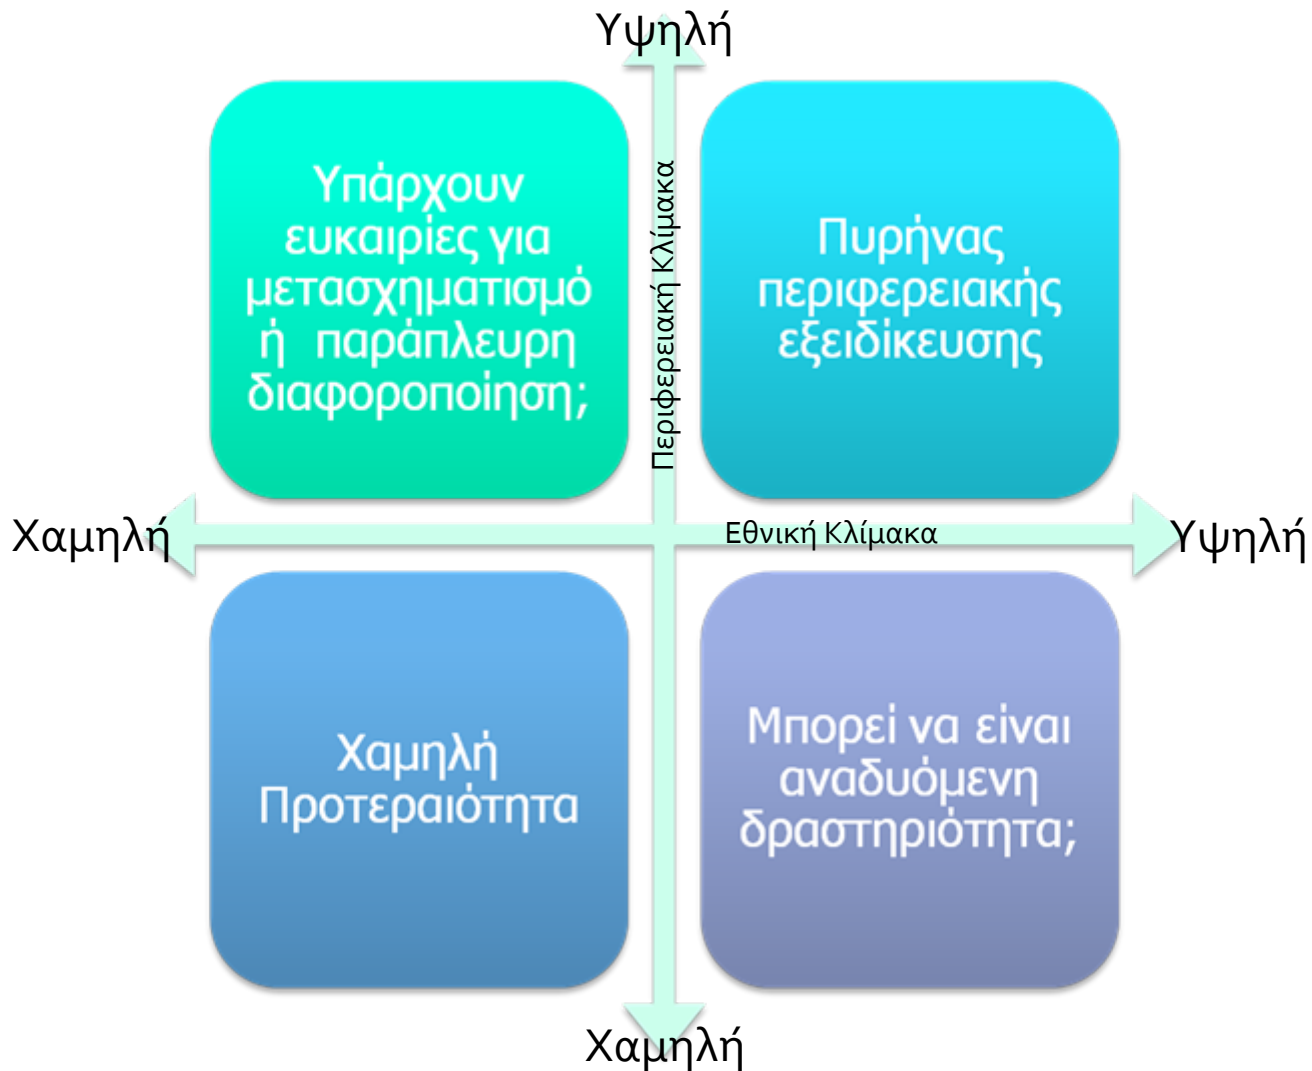 Υψηλή
Υπάρχουν
ευκαιρίες για
μετασχηματισμό
ή παράπλευρη
διαφοροποίηση;
Περιφερειακή Κλίμακα
Πυρήνας
περιφερειακής
εξειδίκευσης
Χαμηλή
Εθνική Κλίμακα
Υψηλή
Χαμηλή
Προτεραιότητα
Μπορεί να είναι
αναδυόμενη
δραστηριότητα;
Χαμηλή